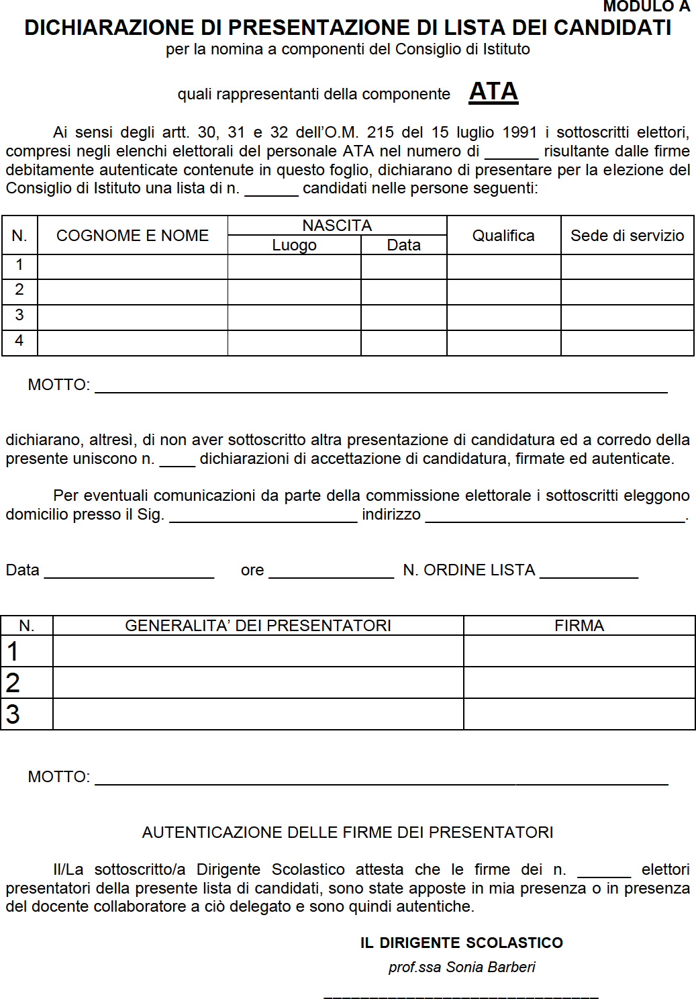 MODULO A
DICHIARAZIONE DI PRESENTAZIONE DI LISTA DEI CANDIDATI
per la nomina a componenti del Consiglio di Istituto
quali rappresentanti della componente ATA
Ai sensi degli artt. 30, 31 e 32 dell’O.M. 215 del 15 luglio 1991 i sottoscritti elettori,
compresi negli elenchi elettorali del personale ATA nel numero di ______ risultante dalle firme
debitamente autenticate contenute in questo foglio, dichiarano di presentare per la elezione del
Consiglio di Istituto una lista di n. ______ candidati nelle persone seguenti:
N. COGNOME E NOME NASCITA Qualifica Sede di servizio
Luogo Data
1
2
3
4
MOTTO: ________________________________________________________________
dichiarano, altresì, di non aver sottoscritto altra presentazione di candidatura ed a corredo della
presente uniscono n. ____ dichiarazioni di accettazione di candidatura, firmate ed autenticate.
Per eventuali comunicazioni da parte della commissione elettorale i sottoscritti eleggono
domicilio presso il Sig. _____________________ indirizzo _____________________________.
Data ___________________ ore ______________ N. ORDINE LISTA ___________
N. GENERALITA’ DEI PRESENTATORI FIRMA
1
2
3
MOTTO: ________________________________________________________________
AUTENTICAZIONE DELLE FIRME DEI PRESENTATORI
Il/La sottoscritto/a Dirigente Scolastico attesta che le firme dei n. ______ elettori
presentatori della presente lista di candidati, sono state apposte in mia presenza o in presenza
del docente collaboratore a ciò delegato e sono quindi autentiche.
IL DIRIGENTE SCOLASTICO
prof.ssa Sonia Barberi
______________________________